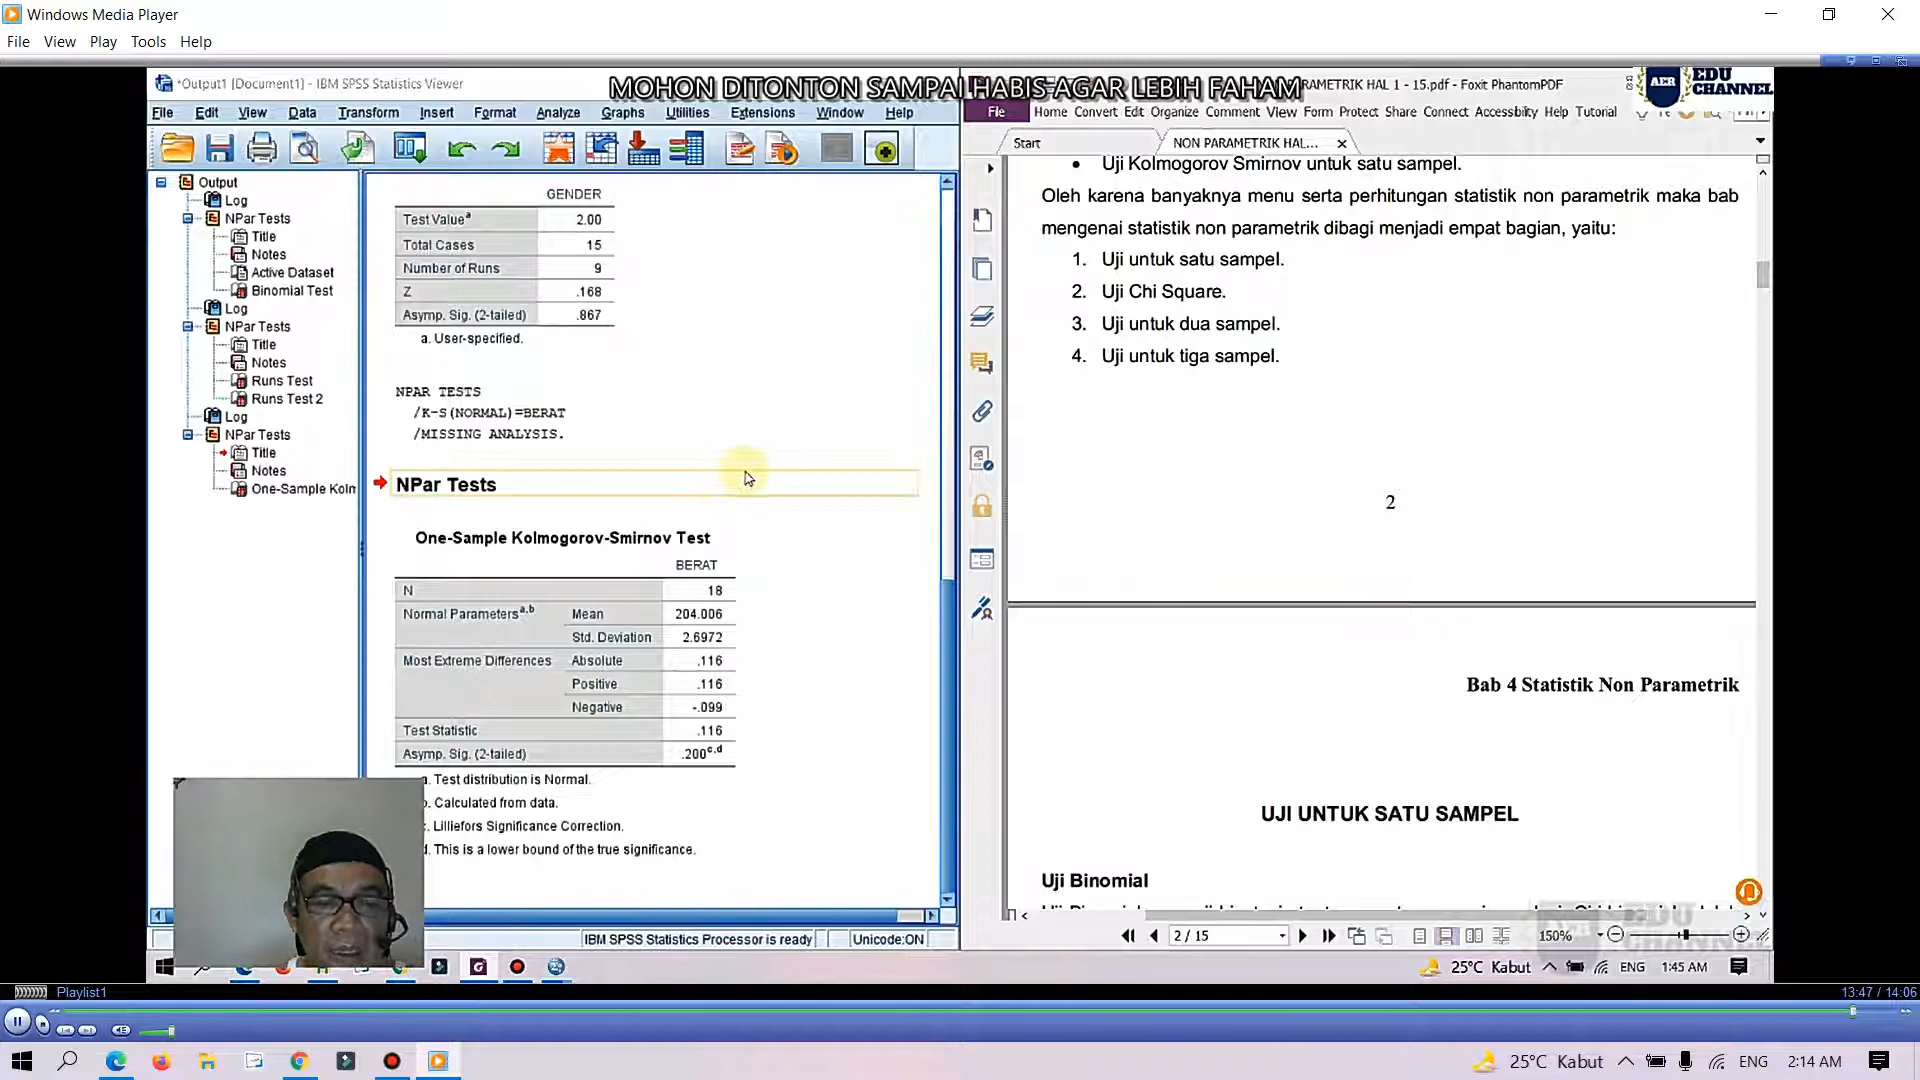 Windows Media Player
File View Play Tools Help
*Output1 [Document1] - IBM SPSS Statistics Viewer
MOHON DITONTON SAMPAI HABIS AGAR LEBIH FAHAM
RAMETRIK HAL 1 - 15.pdf - Foxit PhantomPDF
AER EDU CHANNEL
File Edit View Data Transform Insert Format Analyze Graphs Utilities Extensions Window Help
File Home Convert Edit Organize Comment View Form Protect Share Connect Accessibility Help Tutorial
Start
NON PARAMETRIK HAL...
Output
Log
NPar Tests
Title
Notes
Active Dataset
Binomial Test
Log
NPar Tests
Title
Notes
Runs Test
Runs Test 2
Log
NPar Tests
Title
Notes
One-Sample Kolm
GENDER
Test Valueª 2.00
Total Cases 15
Number of Runs 9
Z .168
Asymp. Sig. (2-tailed) .867
a. User-specified.
NPAR TESTS
/K-S(NORMAL)=BERAT
/MISSING ANALYSIS.
NPar Tests
One-Sample Kolmogorov-Smirnov Test
BERAT
N 18
Normal Parametersa,b Mean 204.006
Std. Deviation 2.6972
Most Extreme Differences Absolute .116
Positive .116
Negative -.099
Test Statistic .116
Asymp. Sig. (2-tailed) .200c,d
a. Test distribution is Normal.
b. Calculated from data.
c. Lilliefors Significance Correction.
d. This is a lower bound of the true significance.
IBM SPSS Statistics Processor is ready
Unicode:ON
• Uji Kolmogorov Smirnov untuk satu sampel.
Oleh karena banyaknya menu serta perhitungan statistik non parametrik maka bab
mengenai statistik non parametrik dibagi menjadi empat bagian, yaitu:
1. Uji untuk satu sampel.
2. Uji Chi Square.
3. Uji untuk dua sampel.
4. Uji untuk tiga sampel.
2
Bab 4 Statistik Non Parametrik
UJI UNTUK SATU SAMPEL
Uji Binomial
EDU
CHANNEL
2 / 15
150%
25°C Kabut ENG 1:45 AM
Playlist1
13:47 / 14:06
25°C Kabut ENG 2:14 AM